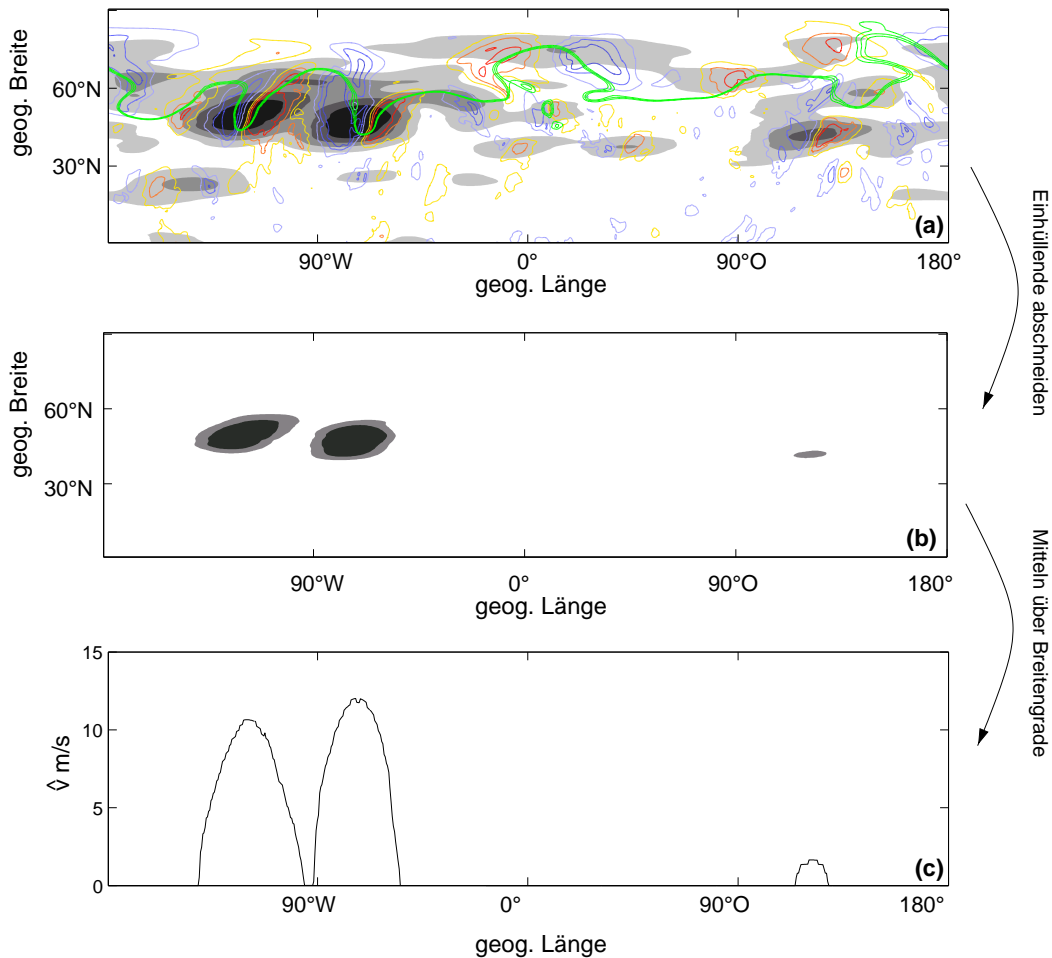 geog. Breite
60°N
30°N
(a)
90°W
0°
90°O
180°
geog. Länge
Einhüllende abschneiden
geog. Breite
60°N
30°N
(b)
90°W
0°
90°O
180°
geog. Länge
Mitteln über Breitengrade
v̂ m/s
15
10
5
0
(c)
90°W
0°
90°O
180°
geog. Länge